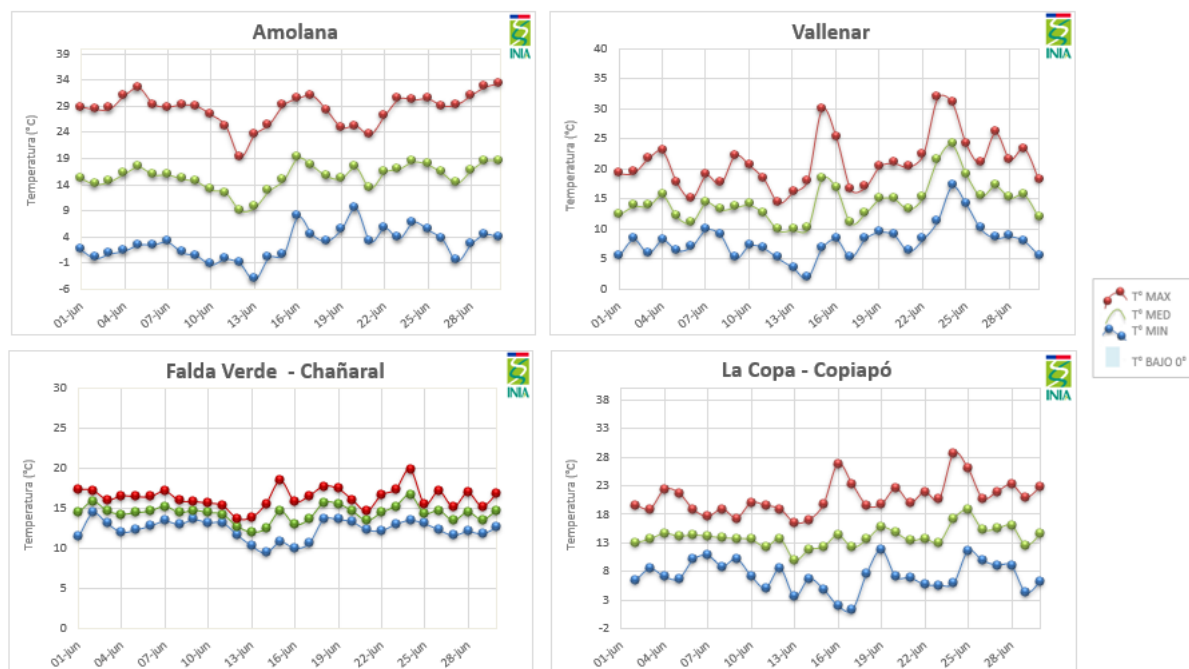 Amolana
INIA
Temperatura (°C)
39
34
29
24
19
14
9
4
-1
-6
01-jun
04-jun
07-jun
10-jun
13-jun
16-jun
19-jun
22-jun
25-jun
28-jun
Vallenar
INIA
Temperatura (°C)
40
35
30
25
20
15
10
5
0
01-jun
04-jun
07-jun
10-jun
13-jun
16-jun
19-jun
22-jun
25-jun
28-jun
T° MAX
T° MED
T° MIN
T° BAJO 0°
Falda Verde - Chañaral
INIA
Temperatura (°C)
30
25
20
15
10
5
0
01-jun
04-jun
07-jun
10-jun
13-jun
16-jun
19-jun
22-jun
25-jun
28-jun
La Copa - Copiapó
INIA
Temperatura (°C)
38
33
28
23
18
13
8
3
-2
01-jun
04-jun
07-jun
10-jun
13-jun
16-jun
19-jun
22-jun
25-jun
28-jun